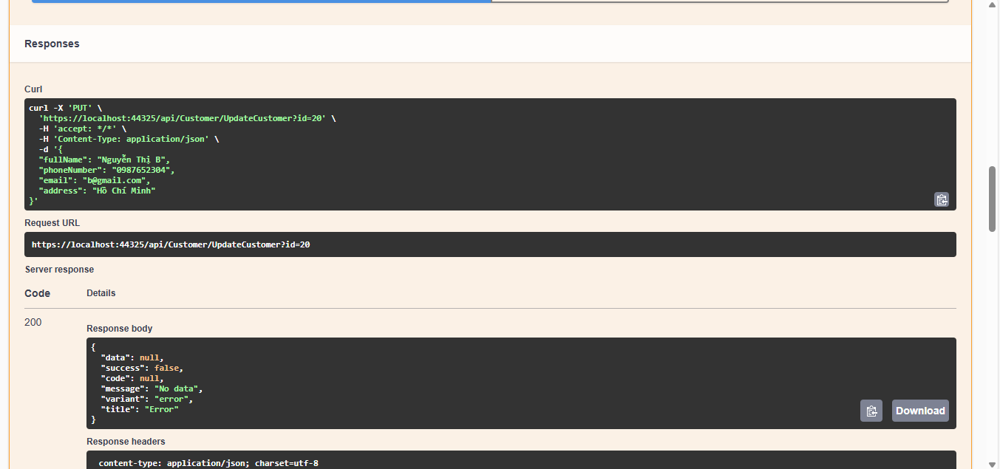 Responses
Curl
curl -X 'PUT' \
'https://localhost:44325/api/Customer/UpdateCustomer?id=20' \
-H 'accept: */*' \
-H 'Content-Type: application/json' \
-d '{
"fullName": "Nguyễn Thị B",
"phoneNumber": "0987652304",
"email": "b@gmail.com",
"address": "Hồ Chí Minh"
}'
Request URL
https://localhost:44325/api/Customer/UpdateCustomer?id=20
Server response
Code Details
200
Response body
{
"data": null,
"success": false,
"code": null,
"message": "No data",
"variant": "error",
"title": "Error"
}
Download
Response headers
content-type: application/json; charset=utf-8